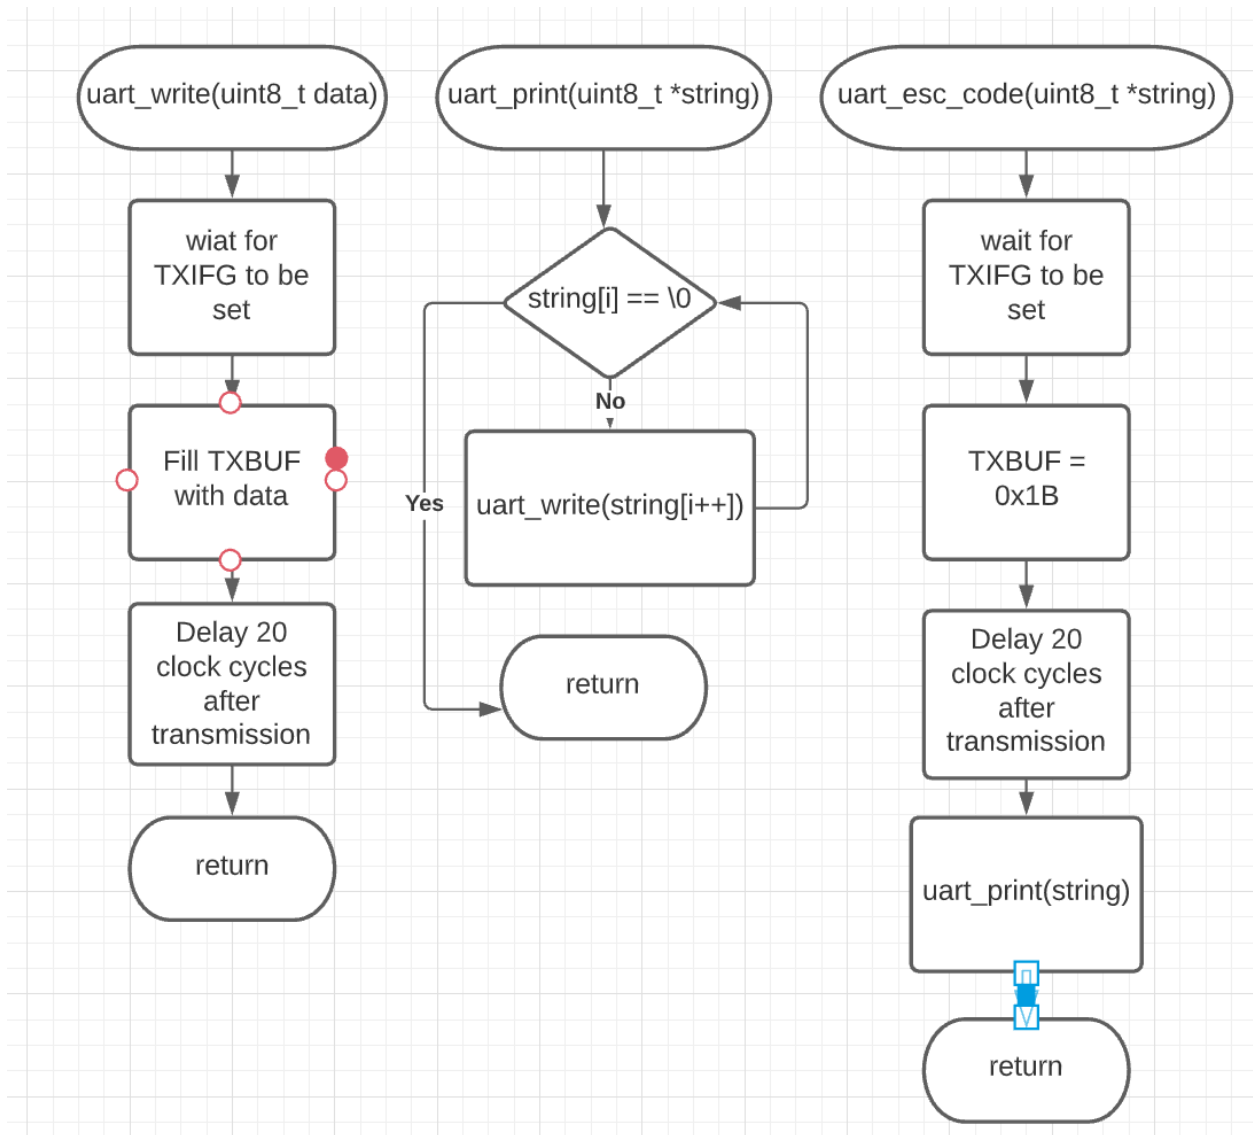 uart_write(uint8_t data)
wiat for
TXIFG to be
set
Fill TXBUF
with data
Delay 20
clock cycles
after
transmission
return
uart_print(uint8_t *string)
string[i] == \0
No
Yes
uart_write(string[i++])
return
uart_esc_code(uint8_t *string)
wait for
TXIFG to be
set
TXBUF =
0x1B
Delay 20
clock cycles
after
transmission
uart_print(string)
return